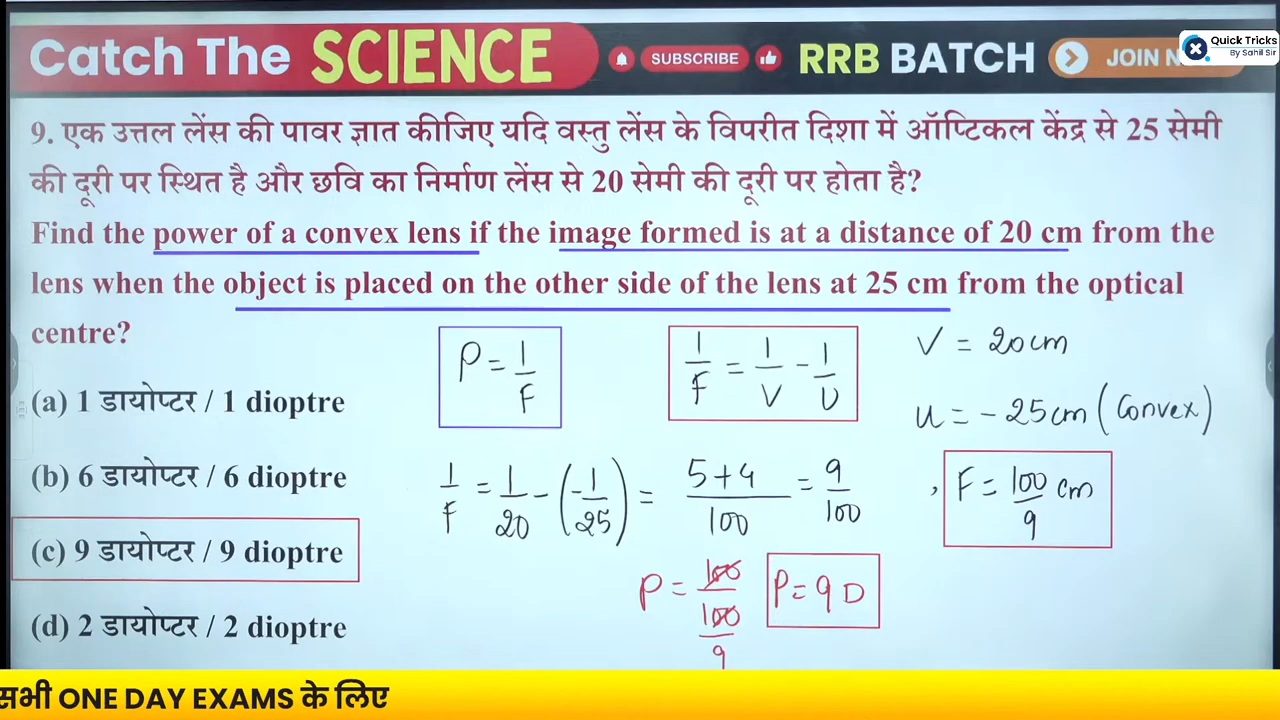 Catch The SCIENCE SUBSCRIBE RRB BATCH JOIN N
Quick Tricks
By Sahil Sir
9. एक उत्तल लेंस की पावर ज्ञात कीजिए यदि वस्तु लेंस के विपरीत दिशा में ऑप्टिकल केंद्र से 25 सेमी
की दूरी पर स्थित है और छवि का निर्माण लेंस से 20 सेमी की दूरी पर होता है?
Find the power of a convex lens if the image formed is at a distance of 20 cm from the
lens when the object is placed on the other side of the lens at 25 cm from the optical
centre?
P = 1/F
1/F = 1/V - 1/U
V = 20cm
u = - 25cm (Convex)
(a) 1 डायोप्टर / 1 dioptre
(b) 6 डायोप्टर / 6 dioptre
1/F = 1/20 - (-1/25) = 5+4/100 = 9/100, F = 100/9 cm
(c) 9 डायोप्टर / 9 dioptre
P = 100/100/9 P = 9 D
(d) 2 डायोप्टर / 2 dioptre
सभी ONE DAY EXAMS के लिए